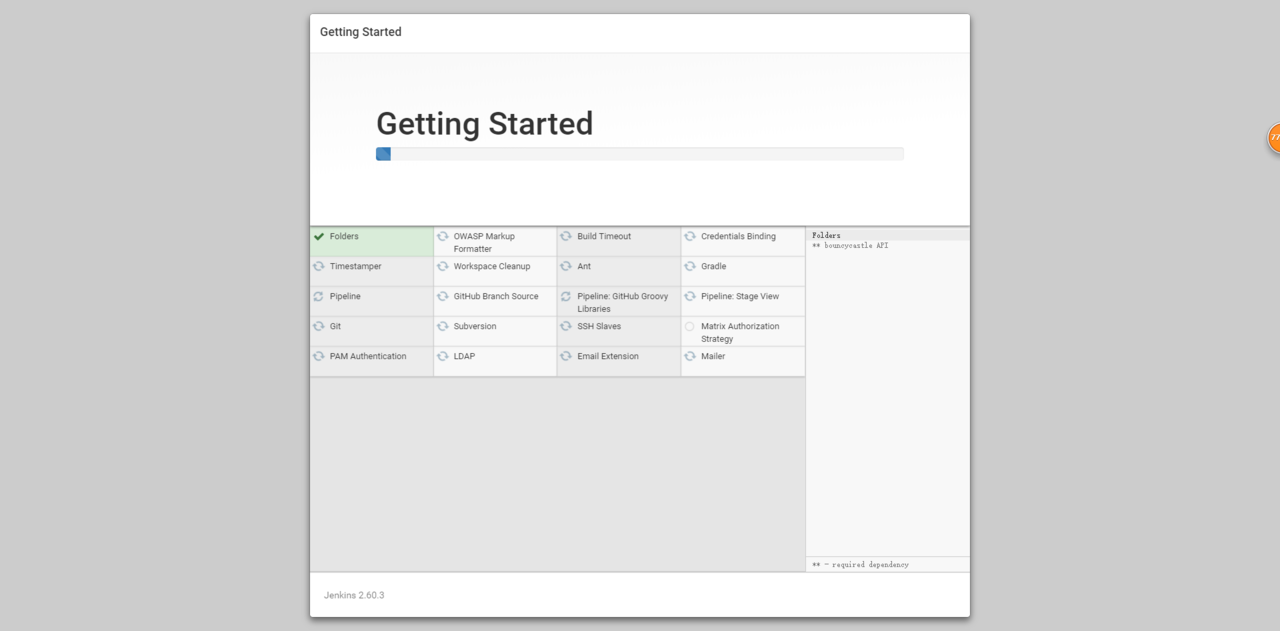 Getting Started
Getting Started
Folders
OWASP Markup
Formatter
Build Timeout
Credentials Binding
Timestamper
Workspace Cleanup
Ant
Gradle
Pipeline
GitHub Branch Source
Pipeline: GitHub Groovy
Libraries
Pipeline: Stage View
Git
Subversion
SSH Slaves
Matrix Authorization
Strategy
PAM Authentication
LDAP
Email Extension
Mailer
Folders
** bouncycastle API
** - required dependency
Jenkins 2.60.3